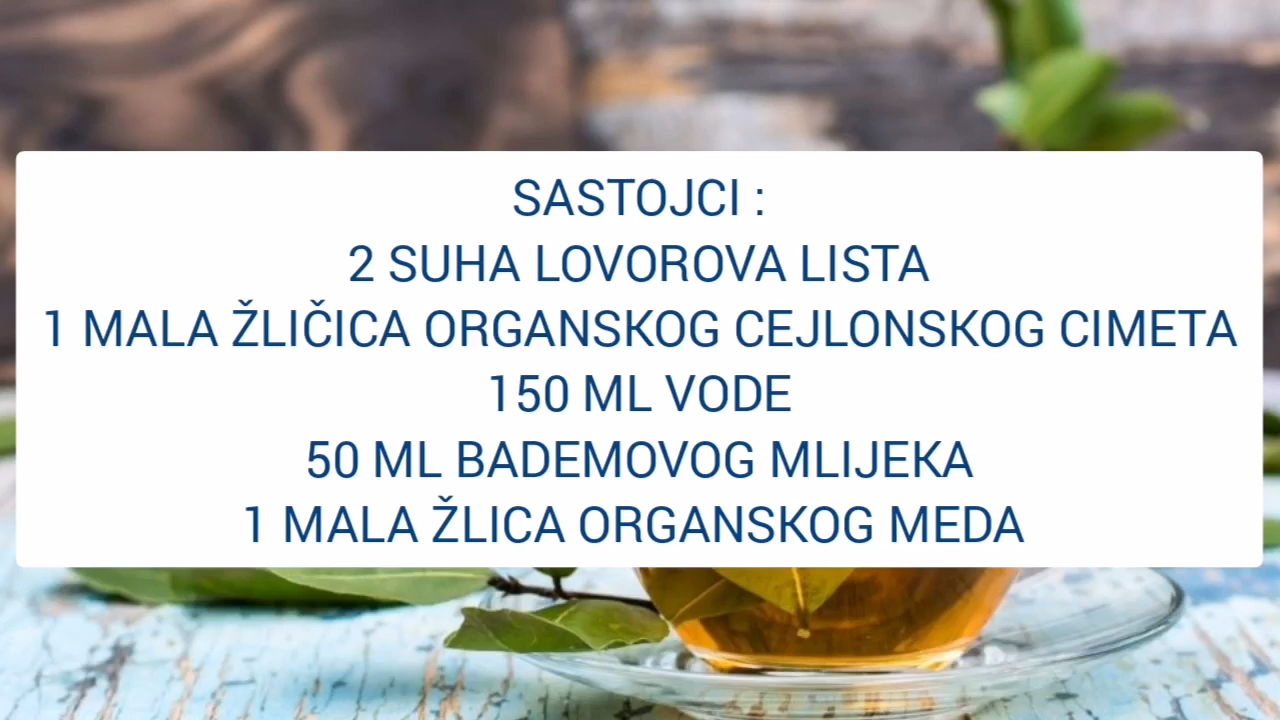 SASTOJCI :
2 SUHA LOVOROVA LISTA
1 MALA ŽLIČICA ORGANSKOG CEJLONSKOG CIMETA
150 ML VODE
50 ML BADEMOVOG MLIJEKA
1 MALA ŽLICA ORGANSKOG MEDA